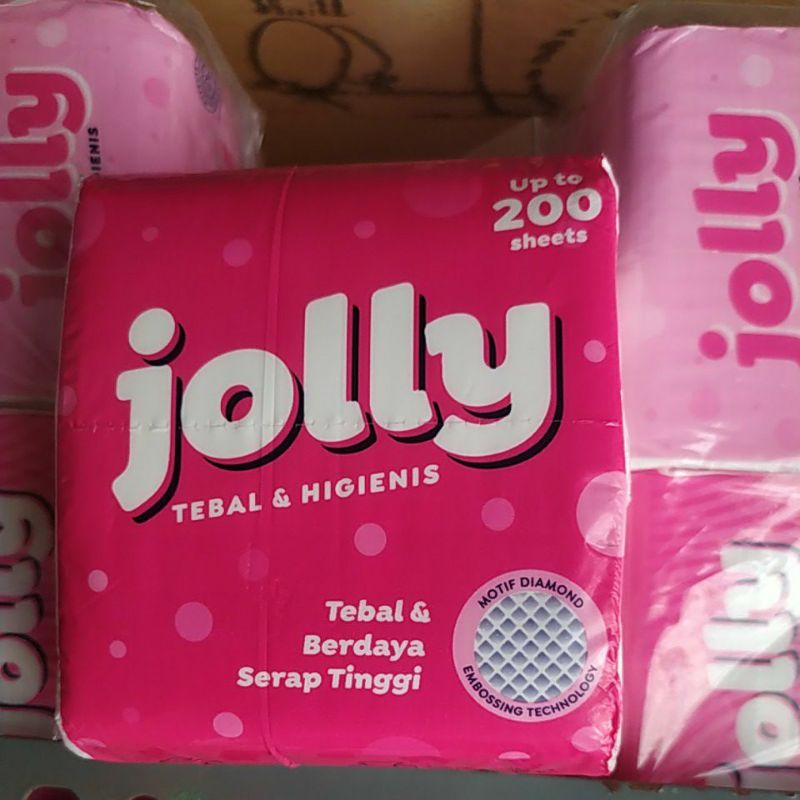 Up to
200
sheets
jolly
TEBAL & HIGIENIS
Tebal &
Berdaya
Serap Tinggi
MOTIF DIAMOND
EMBOSSING TECHNOLOGY
jolly
jolly
jolly
jolly